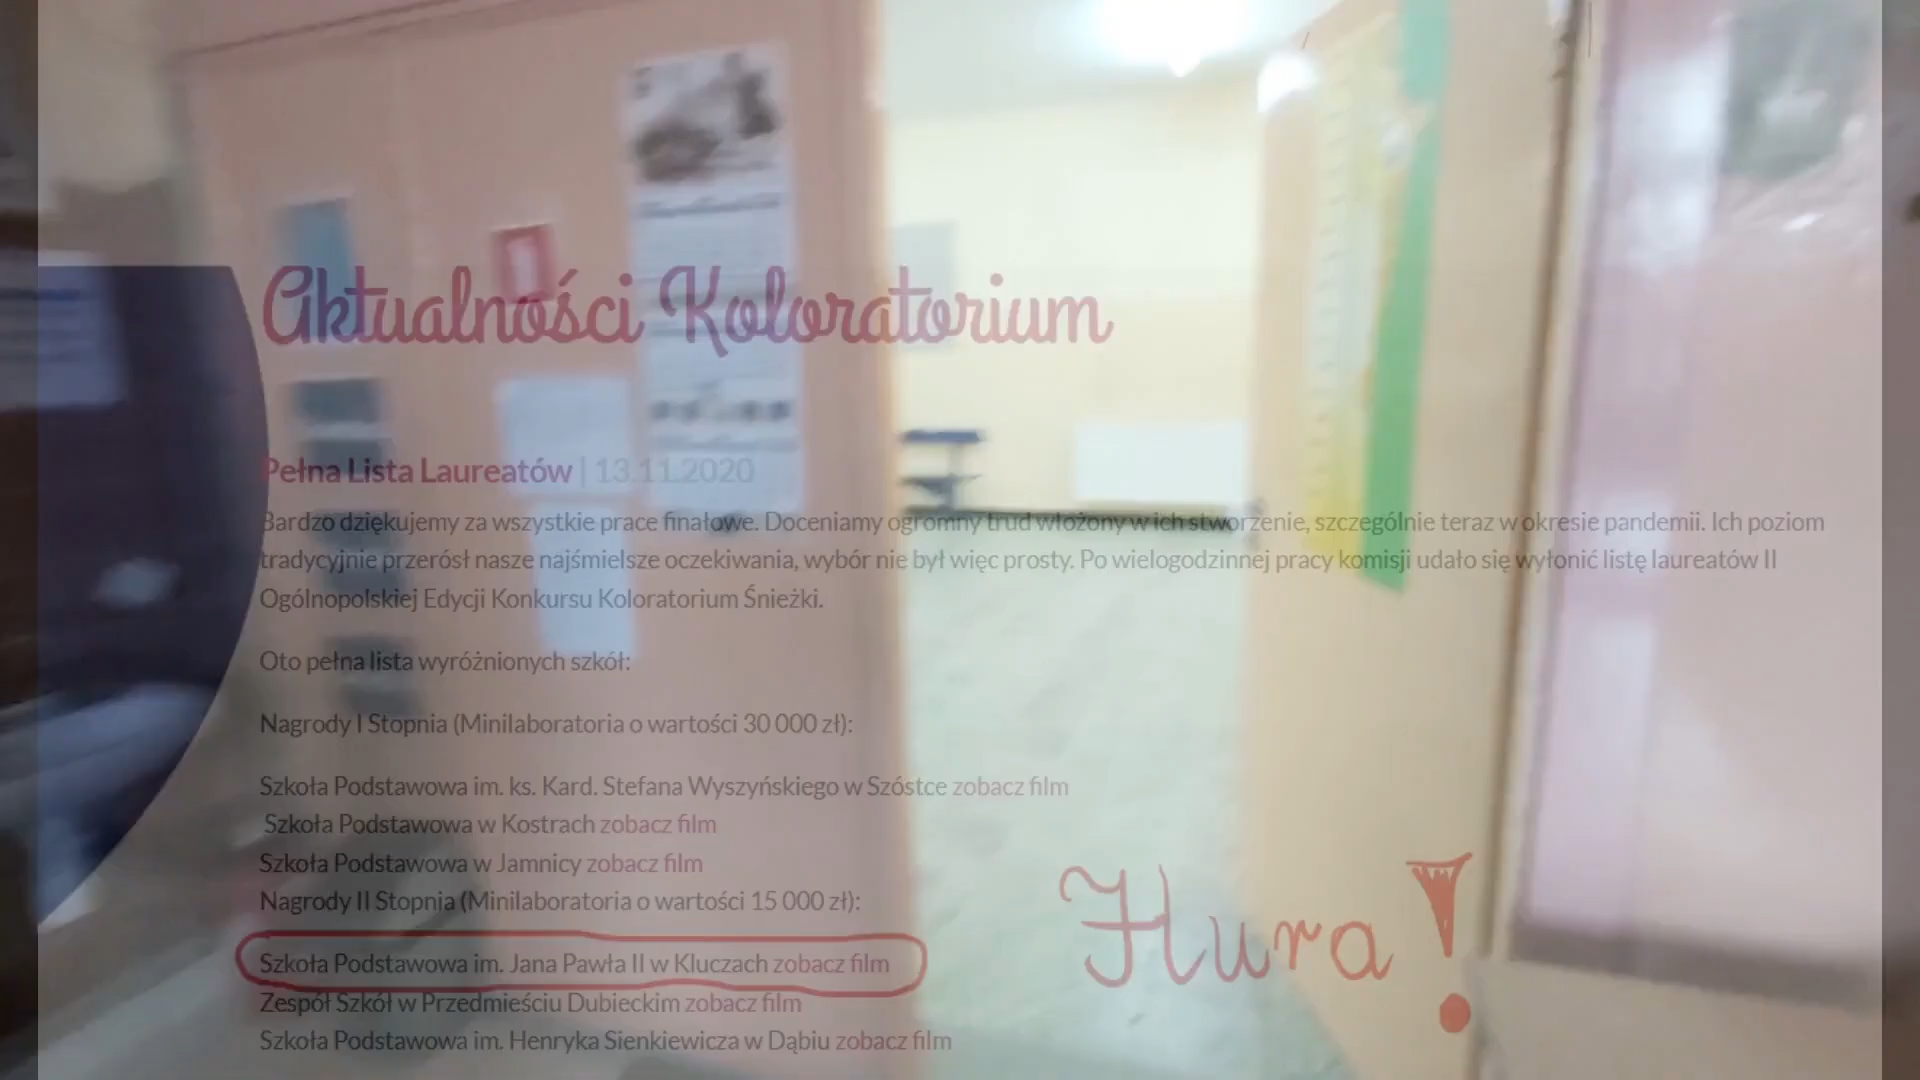 Aktualności Koloratorium
Pełna Lista Laureatów | 13.11.2020
Bardzo dziękujemy za wszystkie prace finałowe. Doceniamy ogromny trud włożony w ich stworzenie, szczególnie teraz w okresie pandemii. Ich poziom
tradycyjnie przerósł nasze najśmielsze oczekiwania, wybór nie był więc prosty. Po wielogodzinnej pracy komisji udało się wyłonić listę laureatów II
Ogólnopolskiej Edycji Konkursu Koloratorium Śnieżki.
Oto pełna lista wyróżnionych szkół:
Nagrody I Stopnia (Minilaboratoria o wartości 30 000 zł):
Szkoła Podstawowa im. ks. Kard. Stefana Wyszyńskiego w Szóstce zobacz film
Szkoła Podstawowa w Kostrach zobacz film
Szkoła Podstawowa w Jamnicy zobacz film
Nagrody II Stopnia (Minilaboratoria o wartości 15 000 zł):
Szkoła Podstawowa im. Jana Pawła II w Kluczach zobacz film
Zespół Szkół w Przedmieściu Dubieckim zobacz film
Szkoła Podstawowa im. Henryka Sienkiewicza w Dąbiu zobacz film
Hura!